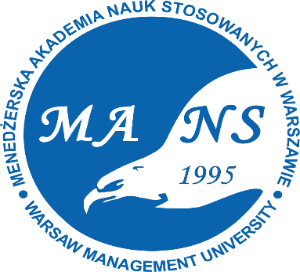 MENEDŻERSKA AKADEMIA NAUK STOSOWANYCH W WARSZAWIE
MA NS
1995
• WARSAW MANAGEMENT UNIVERSITY •